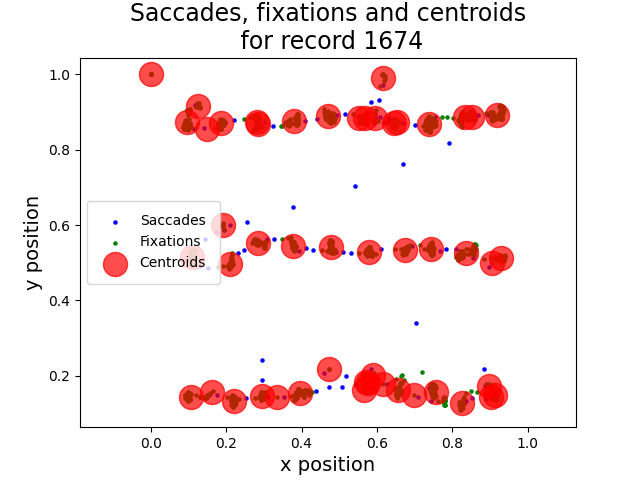 Saccades, fixations and centroids
for record 1674
1.0
0.8
0.6
0.4
0.2
y position
Saccades
Fixations
Centroids
0.0
0.2
0.4
0.6
0.8
1.0
x position